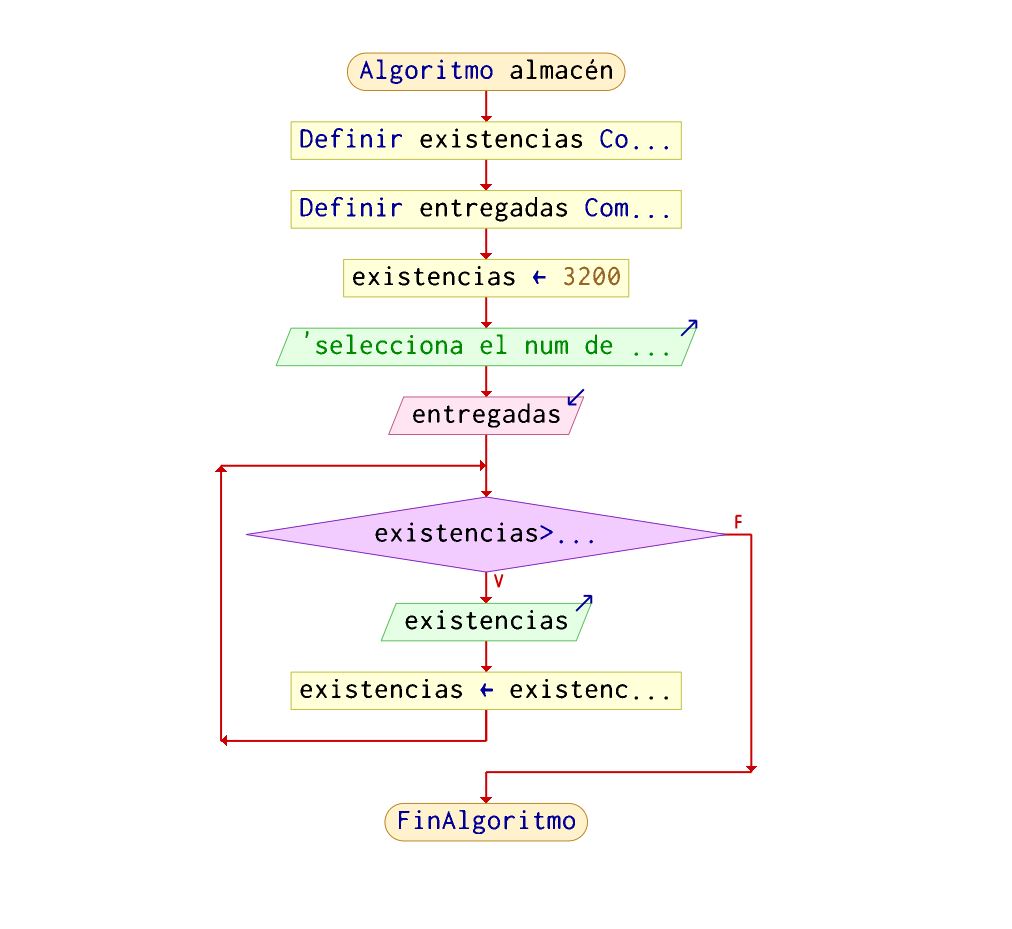 Algoritmo almacén
Definir existencias Co...
Definir entregadas Com...
existencias ← 3200
'selecciona el num de ...
entregadas
existencias>...
F
V
existencias
existencias ← existenc...
FinAlgoritmo